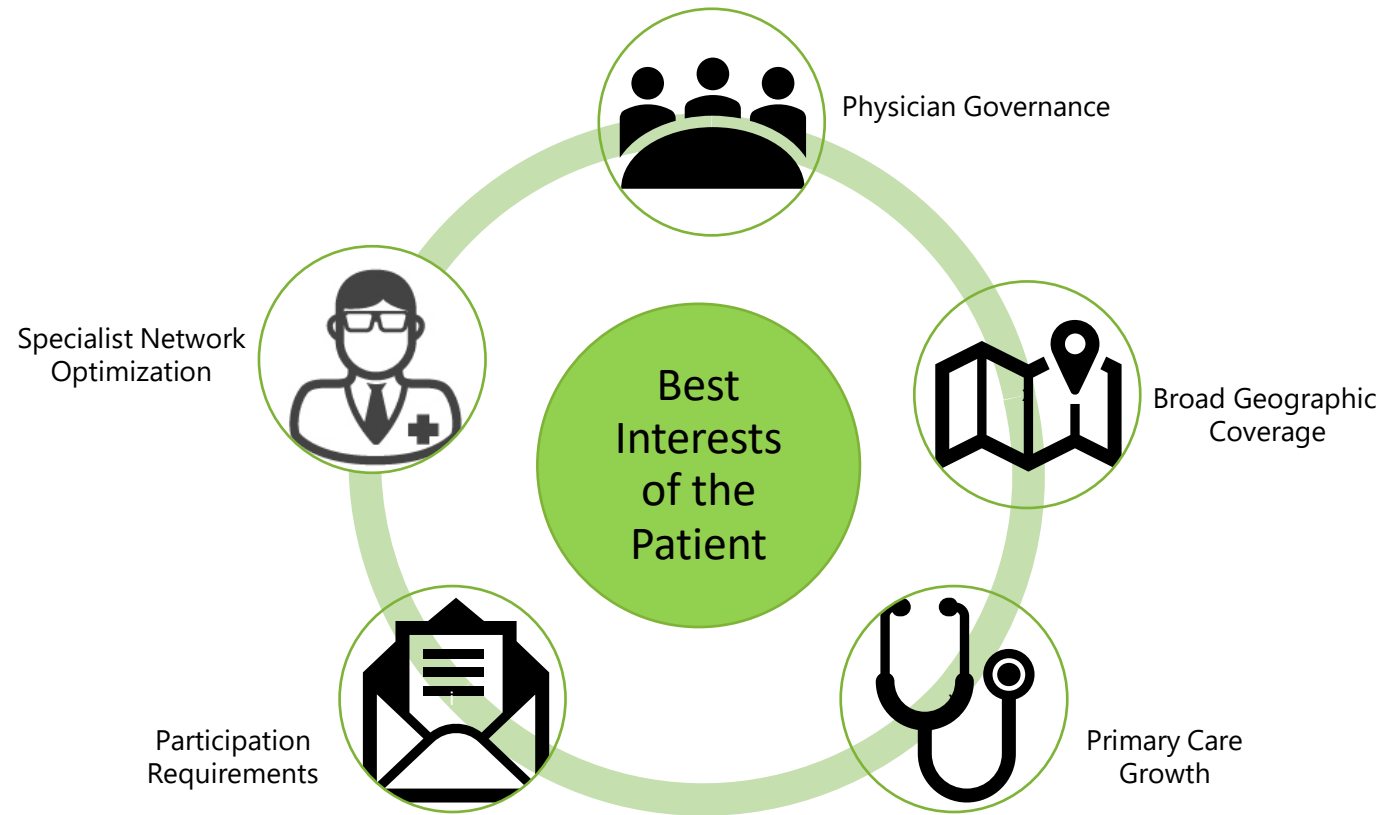 Physician Governance
Broad Geographic
Coverage
Primary Care
Growth
Participation
Requirements
Specialist Network
Optimization
Best
Interests
of the
Patient